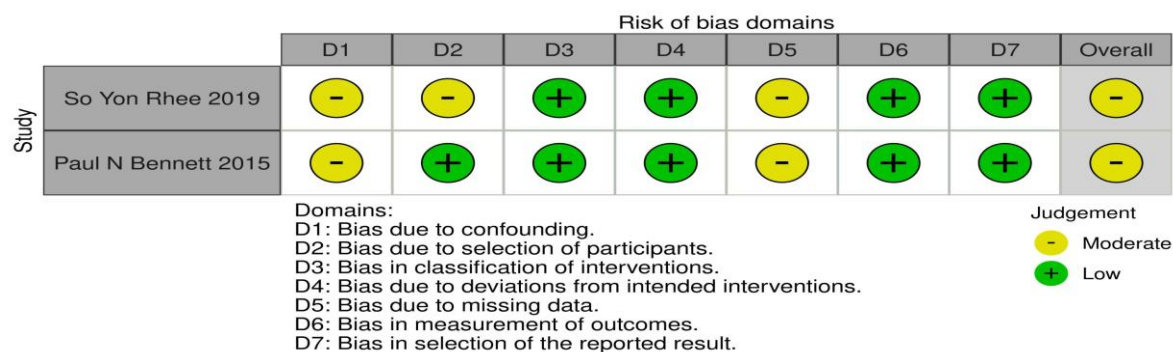 Risk of bias domains
D1 D2 D3 D4 D5 D6 D7 Overall
Study
So Yon Rhee 2019 - - + + - + + -
Paul N Bennett 2015 - + + + - + + -
Domains:
D1: Bias due to confounding.
D2: Bias due to selection of participants.
D3: Bias in classification of interventions.
D4: Bias due to deviations from intended interventions.
D5: Bias due to missing data.
D6: Bias in measurement of outcomes.
D7: Bias in selection of the reported result.
Judgement
- Moderate
+ Low